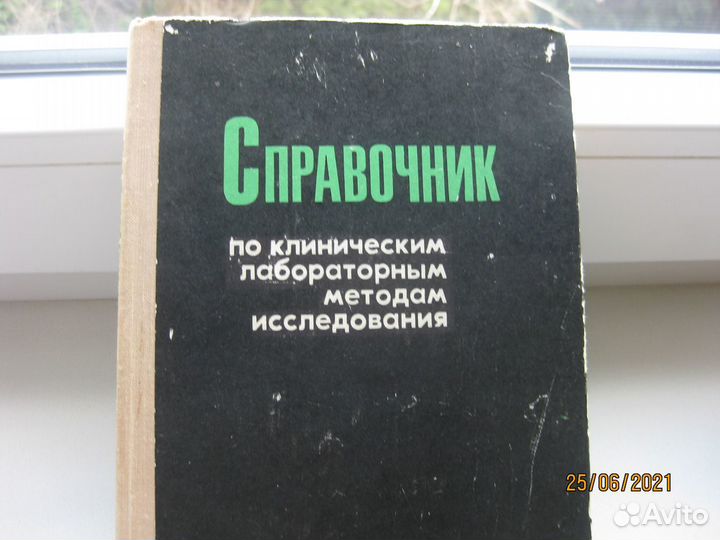 Справочник
по клиническим
лабораторным
методам
исследования
25/06/2021
Avito